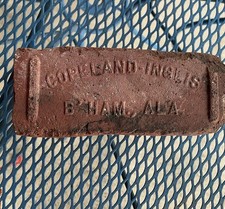 COPELAND-INGLIS
B'HAM, ALA.